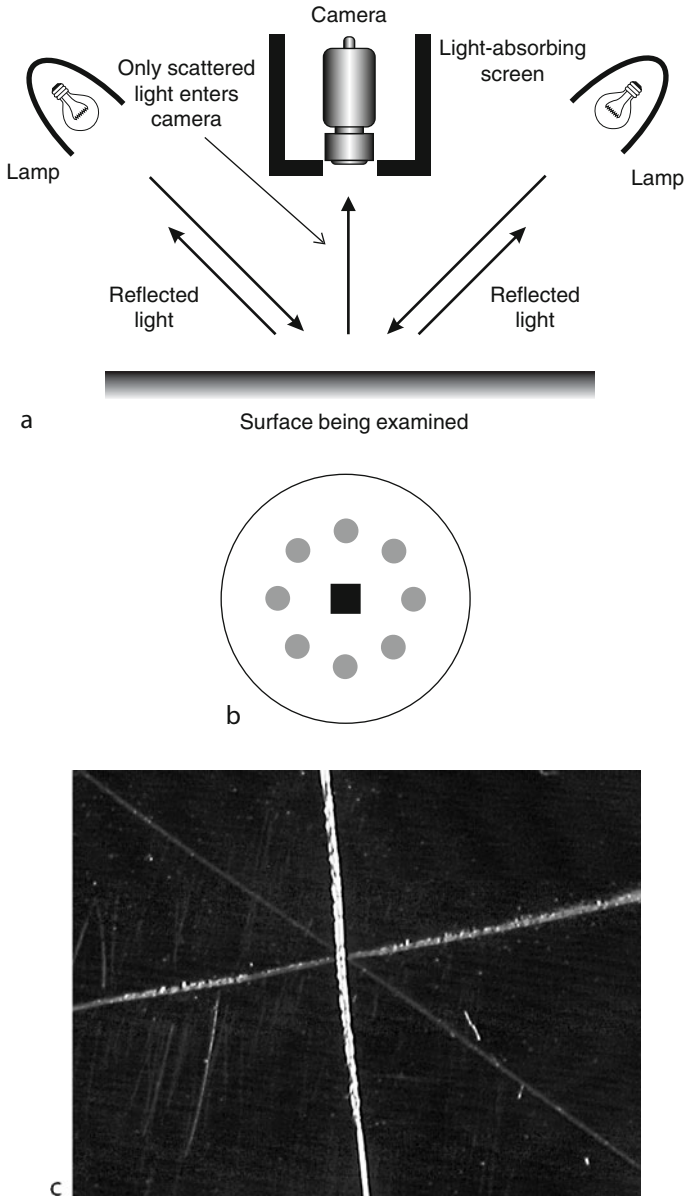 Camera
Only scattered
light enters
camera
Light-absorbing
screen
Lamp
Lamp
Reflected
light
Reflected
light
a
Surface being examined
b
c